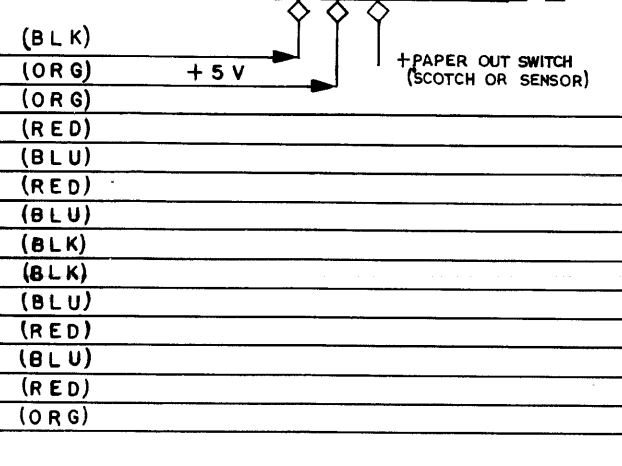 (BLK)
(ORG) +5V
+PAPER OUT SWITCH
(SCOTCH OR SENSOR)
(ORG)
(RED)
(BLU)
(RED)
(BLU)
(BLK)
(BLK)
(BLU)
(RED)
(BLU)
(RED)
(ORG)